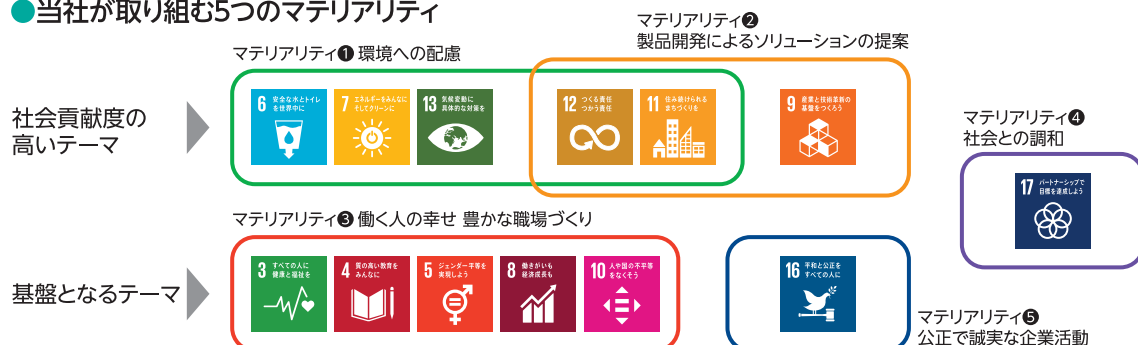 ●当社が取り組む5つのマテリアリティ
マテリアリティ❶ 環境への配慮
マテリアリティ❷
製品開発によるソリューションの提案
社会貢献度の
高いテーマ
6 安全な水とトイレ
を世界中に
7 エネルギーをみんなに
そしてクリーンに
13 気候変動に
具体的な対策を
12 つくる責任
つかう責任
11 住み続けられる
まちづくりを
9 産業と技術革新の
基盤をつくろう
マテリアリティ❹
社会との調和
17 パートナーシップで
目標を達成しよう
マテリアリティ❸ 働く人の幸せ 豊かな職場づくり
基盤となるテーマ
3 すべての人に
健康と福祉を
4 質の高い教育を
みんなに
5 ジェンダー平等を
実現しよう
8 働きがいも
経済成長も
10 人や国の不平等
をなくそう
16 平和と公正を
すべての人に
マテリアリティ❺
公正で誠実な企業活動